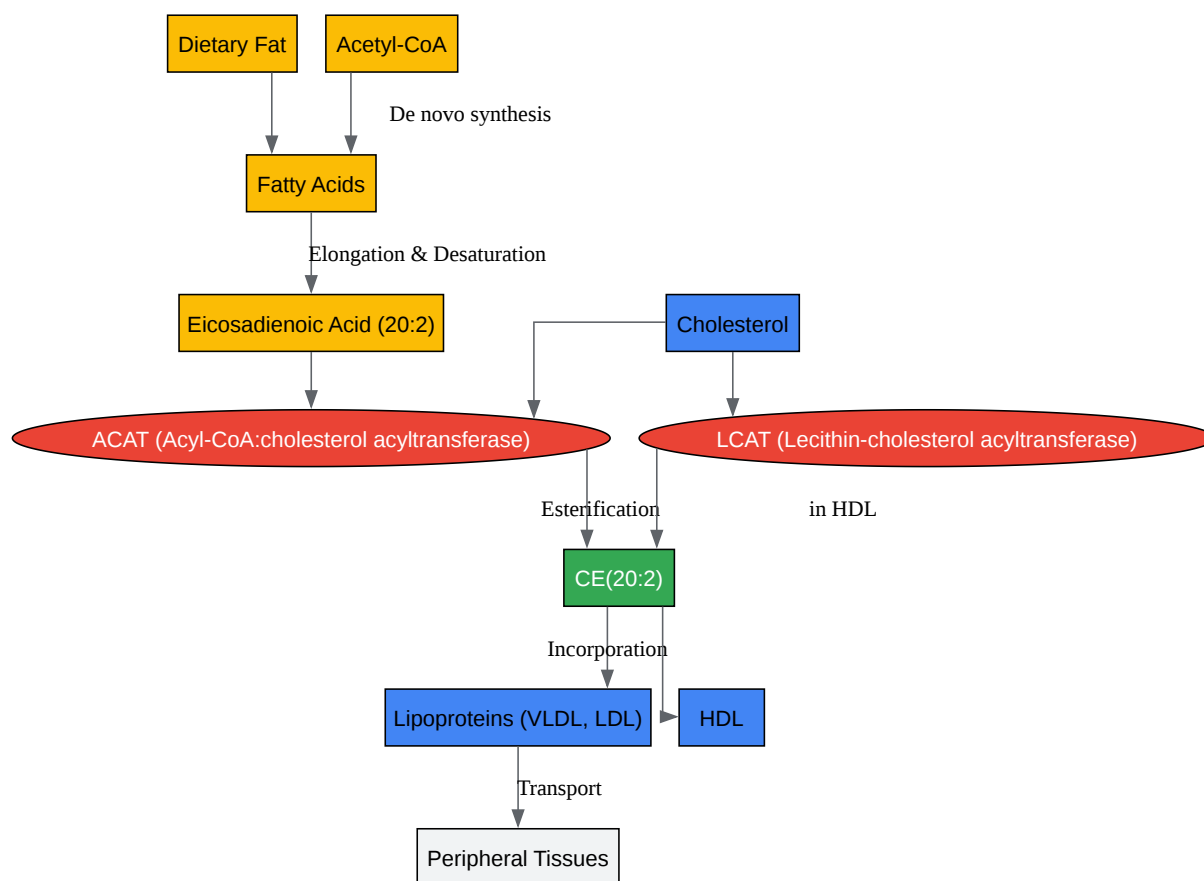 Dietary Fat
Acetyl-CoA
De novo synthesis
Fatty Acids
Elongation & Desaturation
Eicosadienoic Acid (20:2)
Cholesterol
ACAT (Acyl-CoA:cholesterol acyltransferase)
LCAT (Lecithin-cholesterol acyltransferase)
Esterification
in HDL
CE(20:2)
Incorporation
Lipoproteins (VLDL, LDL)
HDL
Transport
Peripheral Tissues